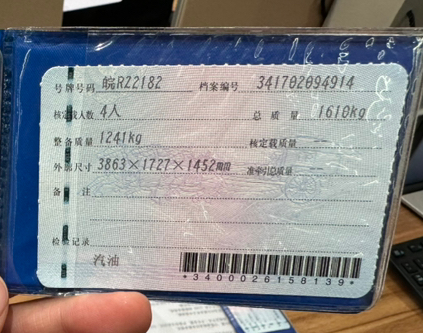 号牌号码 皖R22182 档案编号 341702094914
核定载人数 4人 总质量 1610kg
整备质量 1241kg 核定载质量 --
外廓尺寸 3863×1727×1452mm 准牵引总质量 --
备注
检验记录
汽油
*3400026158139*